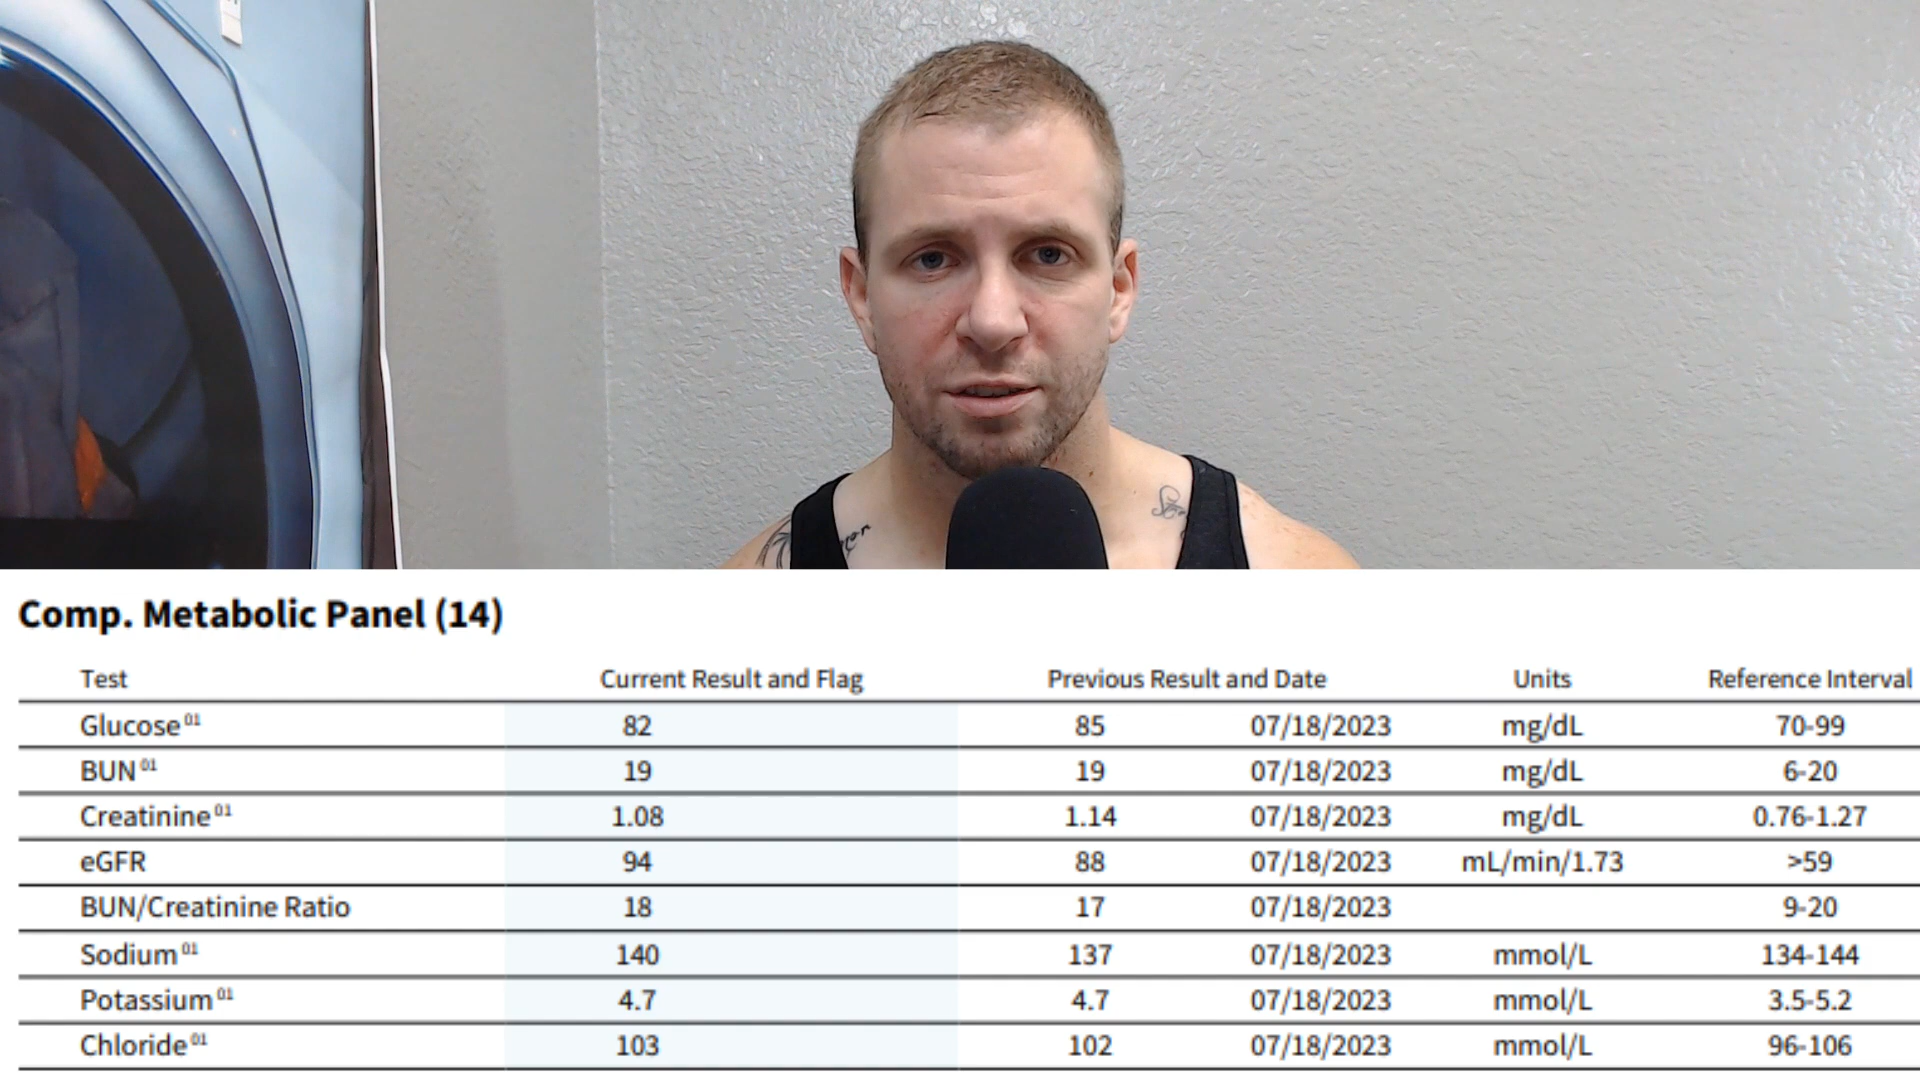 Comp. Metabolic Panel (14)
Test Current Result and Flag Previous Result and Date Units Reference Interval
Glucose 01 82 85 07/18/2023 mg/dL 70-99
BUN 01 19 19 07/18/2023 mg/dL 6-20
Creatinine 01 1.08 1.14 07/18/2023 mg/dL 0.76-1.27
eGFR 94 88 07/18/2023 mL/min/1.73 >59
BUN/Creatinine Ratio 18 17 07/18/2023 9-20
Sodium 01 140 137 07/18/2023 mmol/L 134-144
Potassium 01 4.7 4.7 07/18/2023 mmol/L 3.5-5.2
Chloride 01 103 102 07/18/2023 mmol/L 96-106